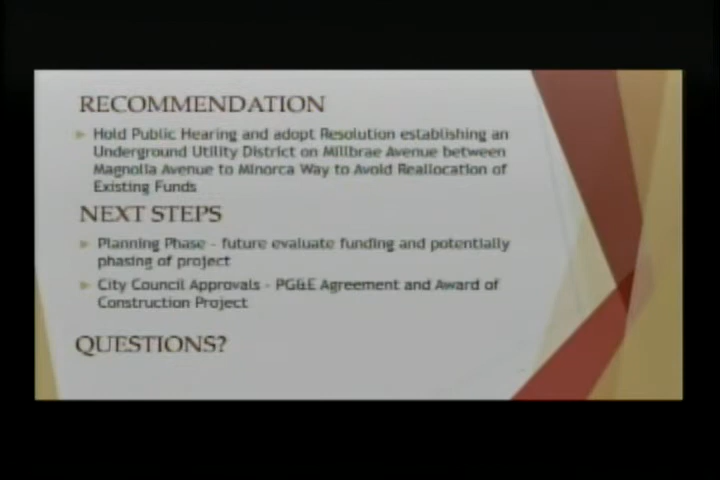 RECOMMENDATION
Hold Public Hearing and adopt Resolution establishing an
Underground Utility District on Millbrae Avenue between
Magnolia Avenue to Minorca Way to Avoid Reallocation of
Existing Funds
NEXT STEPS
Planning Phase - future evaluate funding and potentially
phasing of project
City Council Approvals - PG&E Agreement and Award of
Construction Project
QUESTIONS?